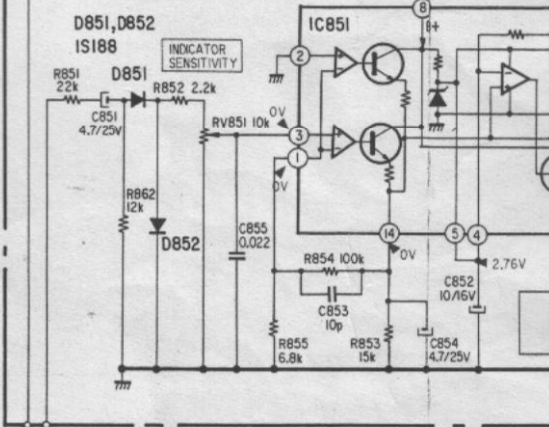 D851,D852
1S188
INDICATOR
SENSITIVITY
1C851
8
B+
2
R851
22k
D851
R852 2.2k
C851
4.7/25V
RV851 10k
0V
3
1
0V
R862
12k
D852
C855
0.022
14
0V
5
4
2.76V
R854 100k
C853
10p
C852
10/16V
R855
6.8k
R853
15k
C854
4.7/25V